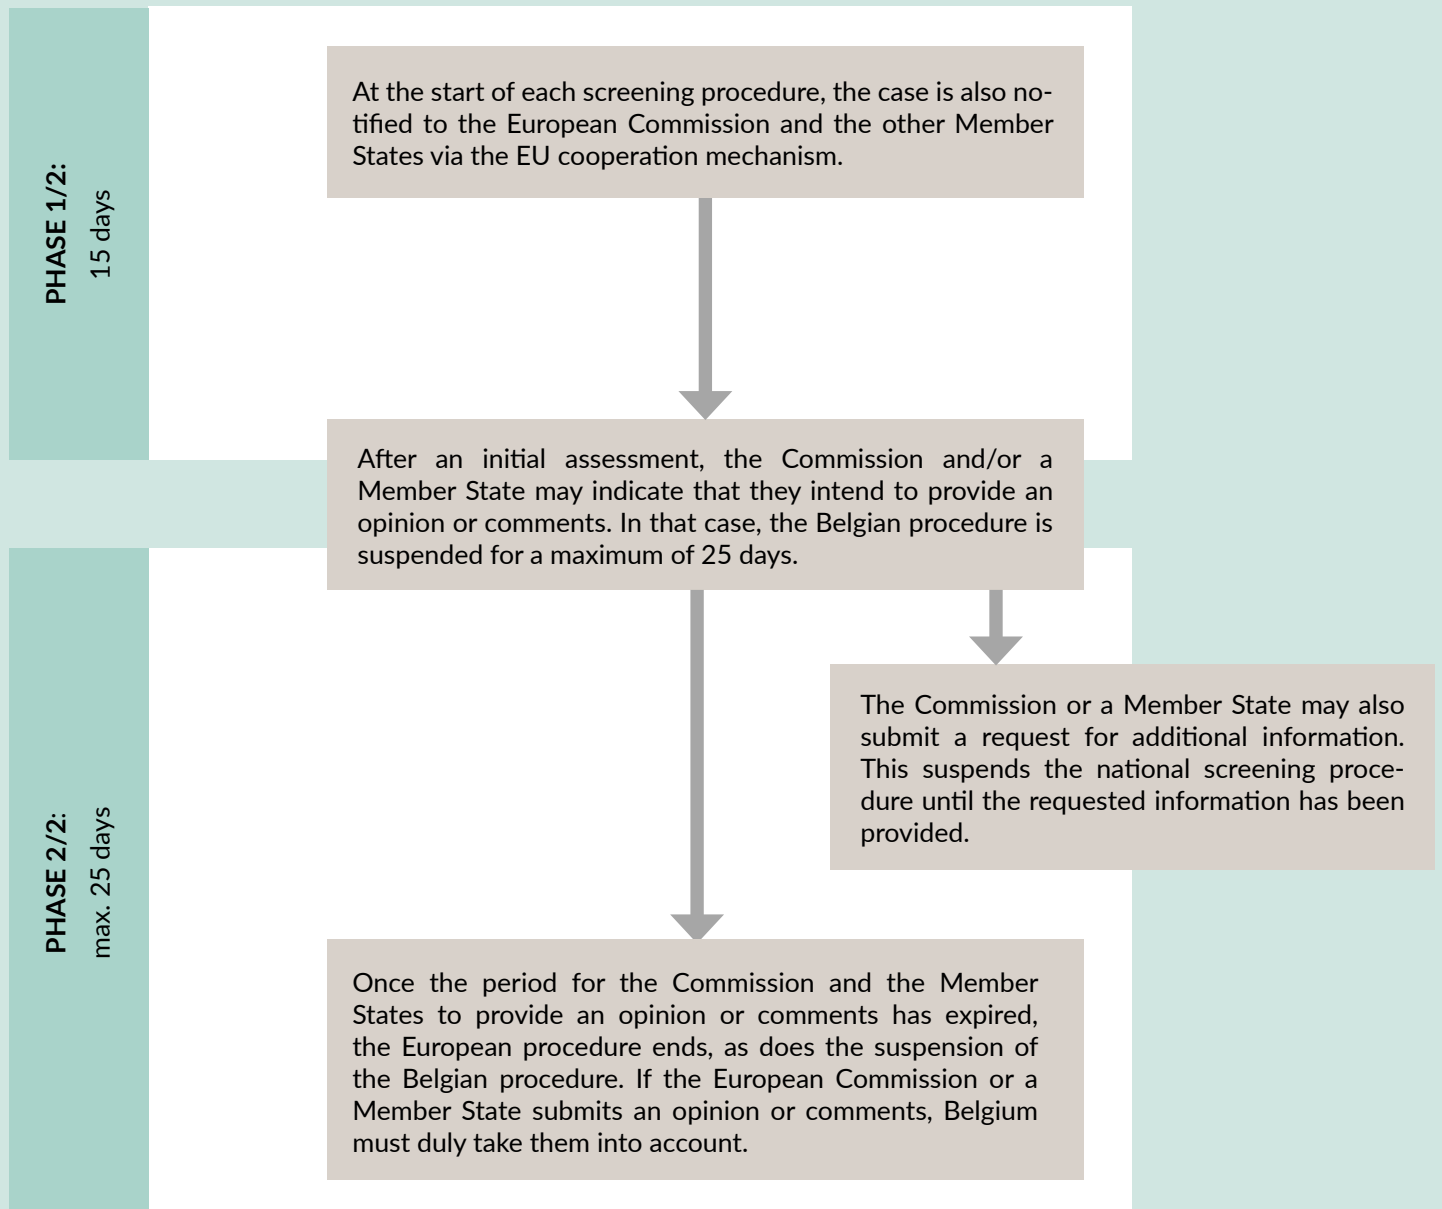 PHASE 1/2:
15 days
At the start of each screening procedure, the case is also no-
tified to the European Commission and the other Member
States via the EU cooperation mechanism.
After an initial assessment, the Commission and/or a
Member State may indicate that they intend to provide an
opinion or comments. In that case, the Belgian procedure is
suspended for a maximum of 25 days.
PHASE 2/2:
max. 25 days
The Commission or a Member State may also
submit a request for additional information.
This suspends the national screening proce-
dure until the requested information has been
provided.
Once the period for the Commission and the Member
States to provide an opinion or comments has expired,
the European procedure ends, as does the suspension of
the Belgian procedure. If the European Commission or a
Member State submits an opinion or comments, Belgium
must duly take them into account.